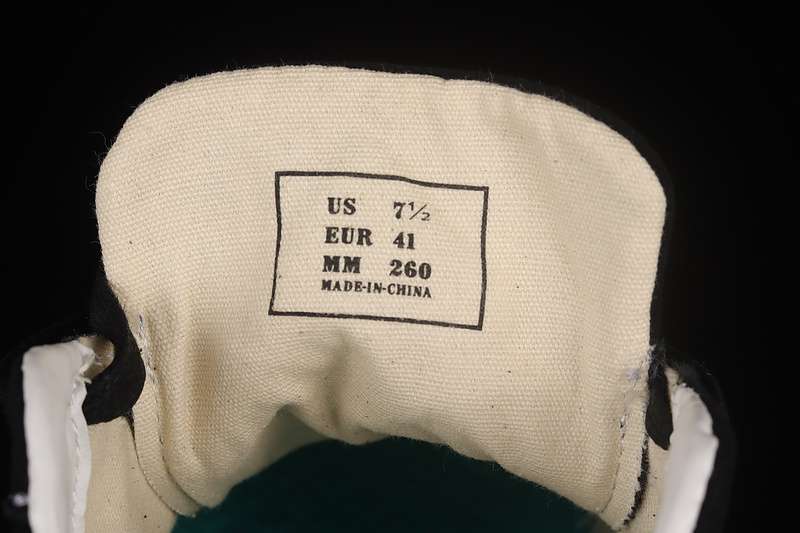 US 7½
EUR 41
MM 260
MADE-IN-CHINA